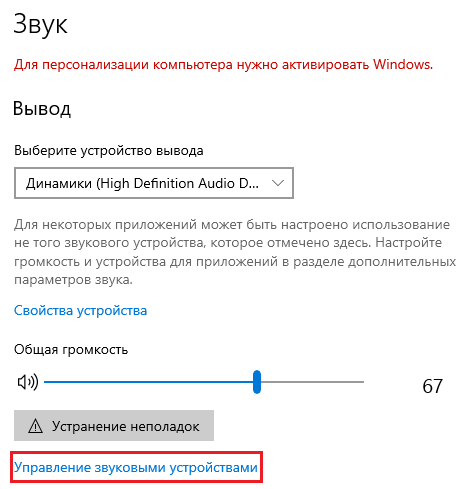 Звук
Для персонализации компьютера нужно активировать Windows.
Вывод
Выберите устройство вывода
Динамики (High Definition Audio D...
Для некоторых приложений может быть настроено использование
не того звукового устройства, которое отмечено здесь. Настройте
громкость и устройства для приложений в разделе дополнительных
параметров звука.
Свойства устройства
Общая громкость
67
Устранение неполадок
Управление звуковыми устройствами